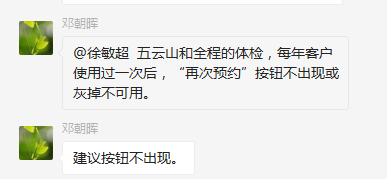 邓朝晖
@徐敏超 五云山和全程的体检，每年客户
使用过一次后，“再次预约”按钮不出现或
灰掉不可用。
邓朝晖
建议按钮不出现。